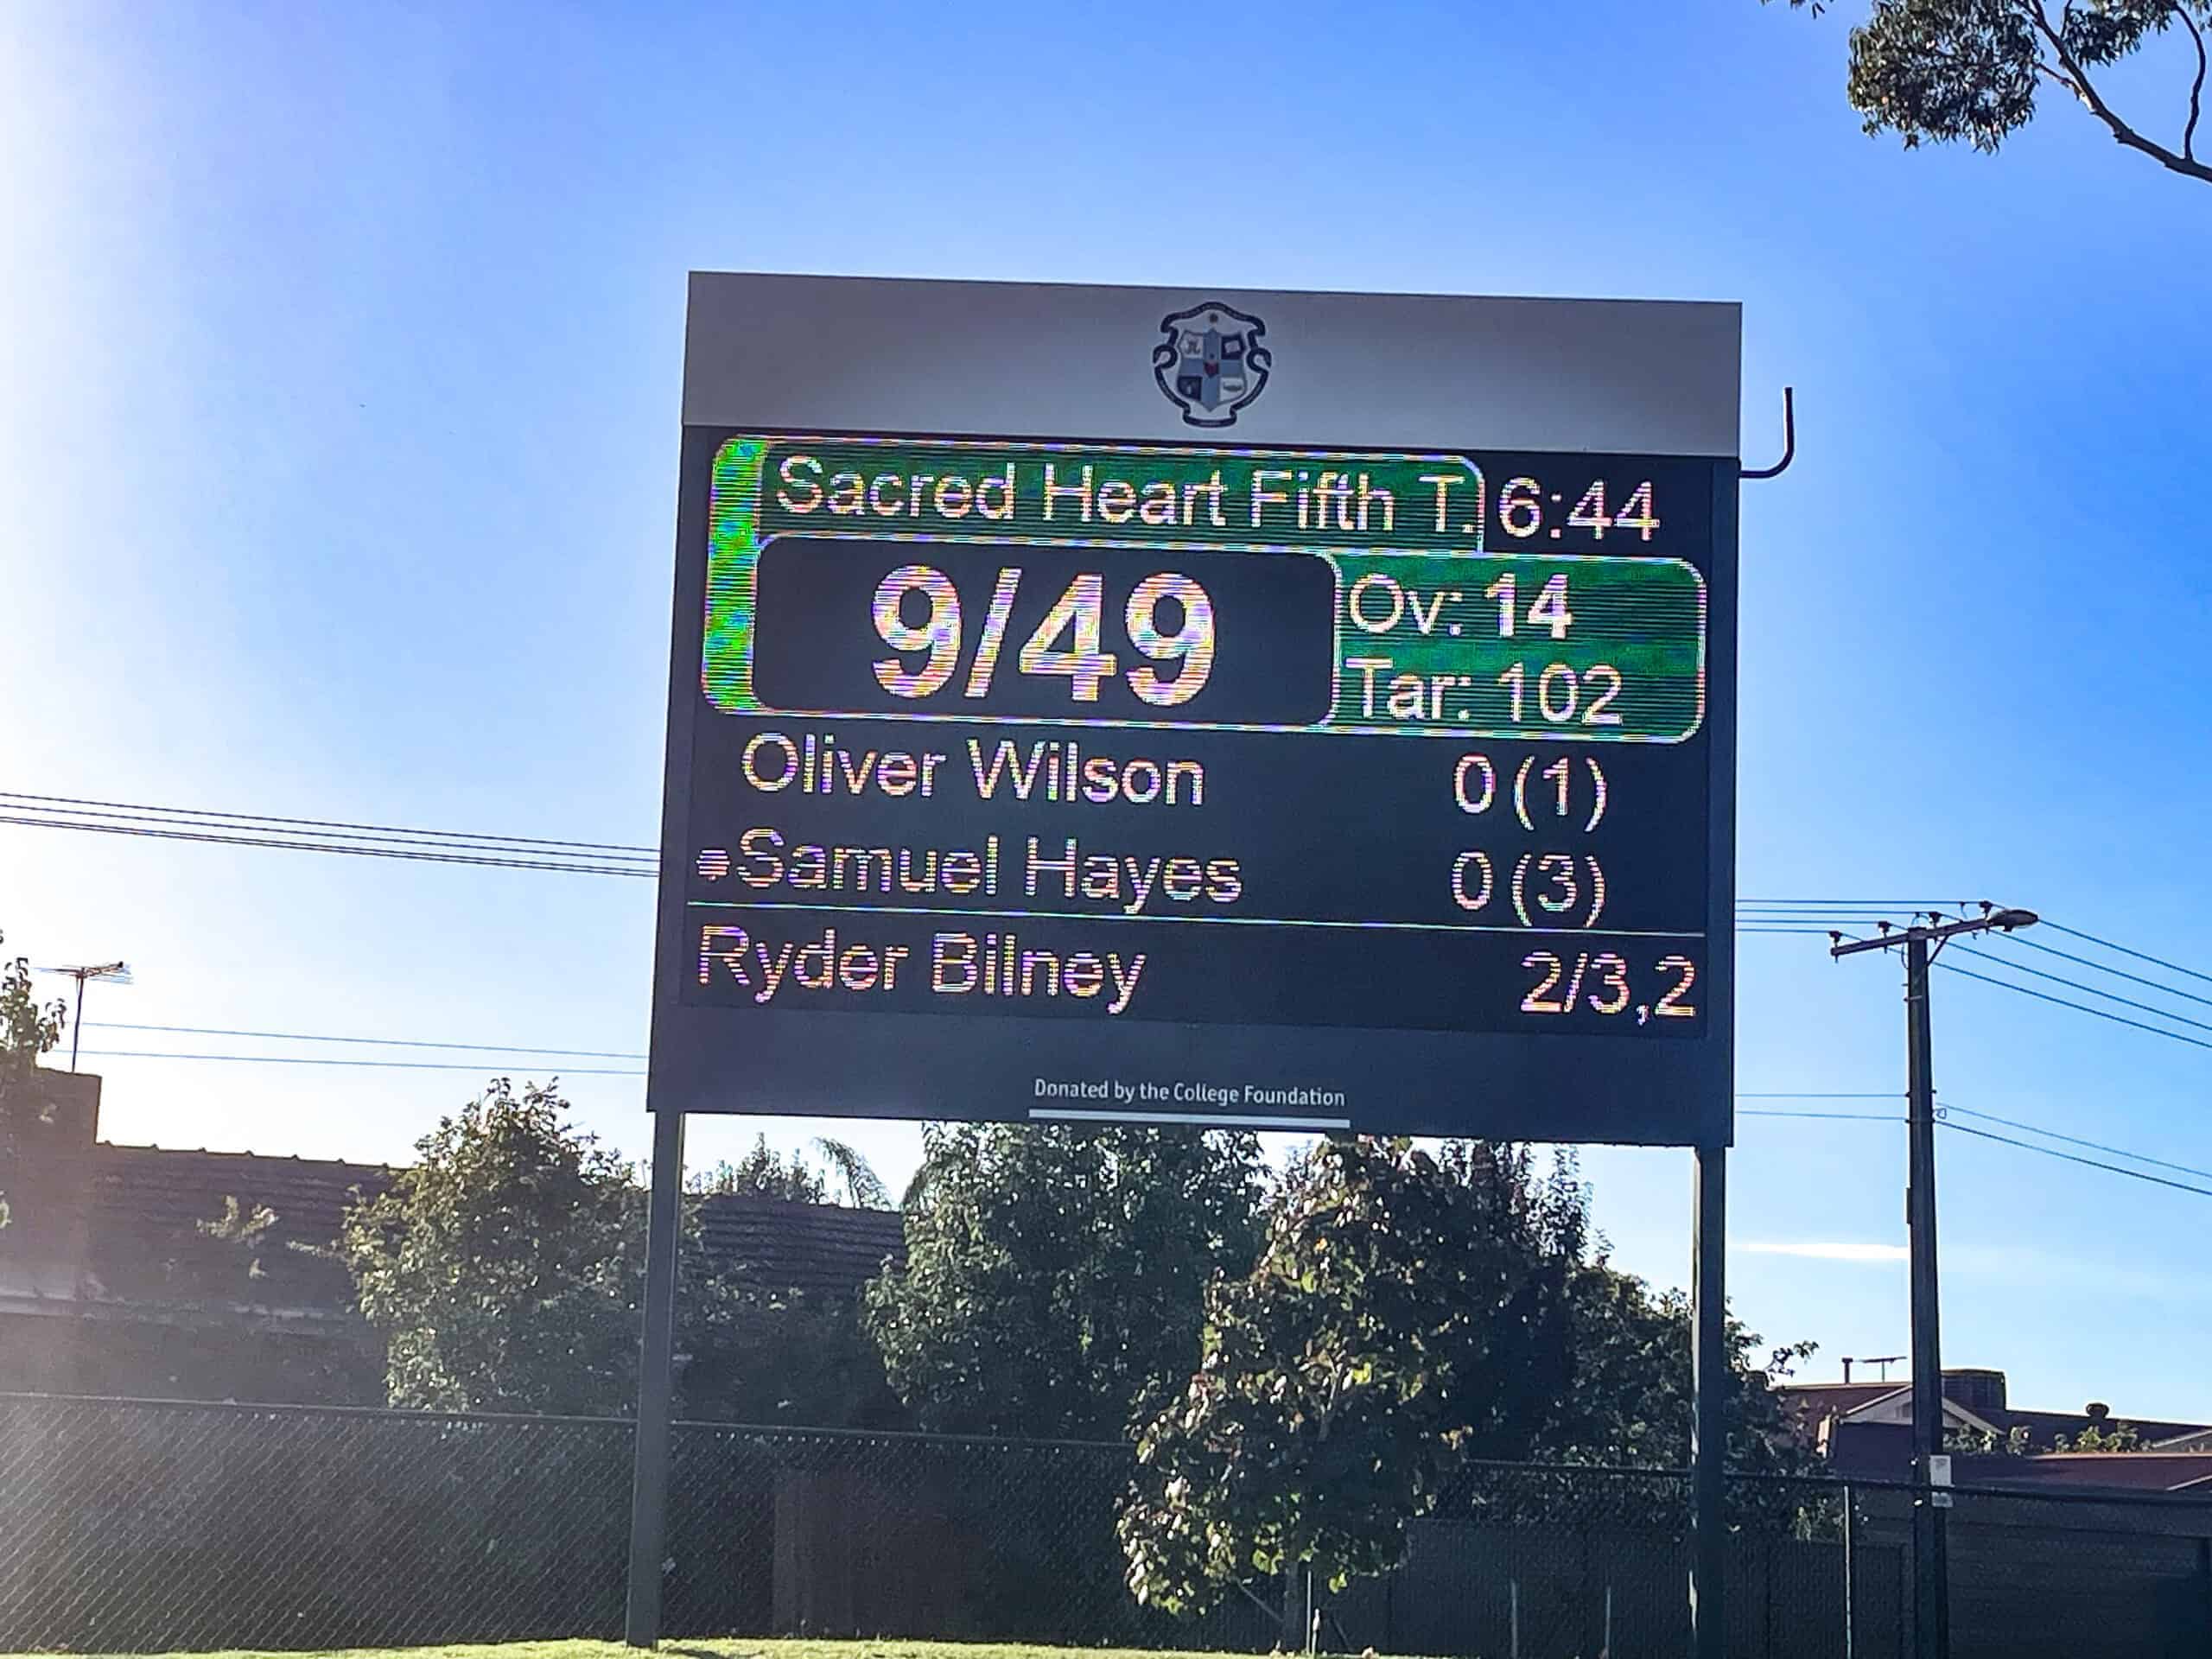 Sacred Heart Fifth T. 6:44
9/49
Ov: 14
Tar: 102
Oliver Wilson 0 (1)
Samuel Hayes 0 (3)
Ryder Bilney 2/3,2
Donated by the College Foundation